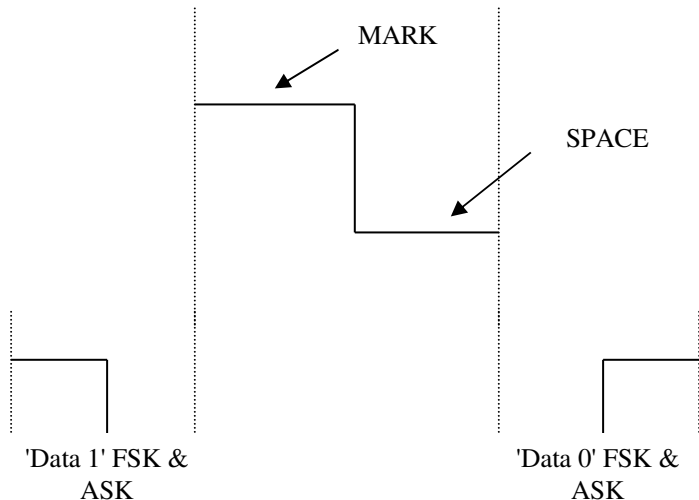 MARK
SPACE
'Data 1' FSK &
ASK
'Data 0' FSK &
ASK